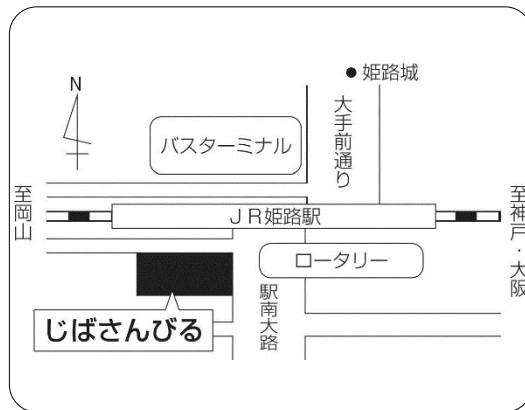 N
姫路城
大手前通り
バスターミナル
至岡山
JR姫路駅
至神戸・大阪
ロータリー
じばさんびる
駅南大路